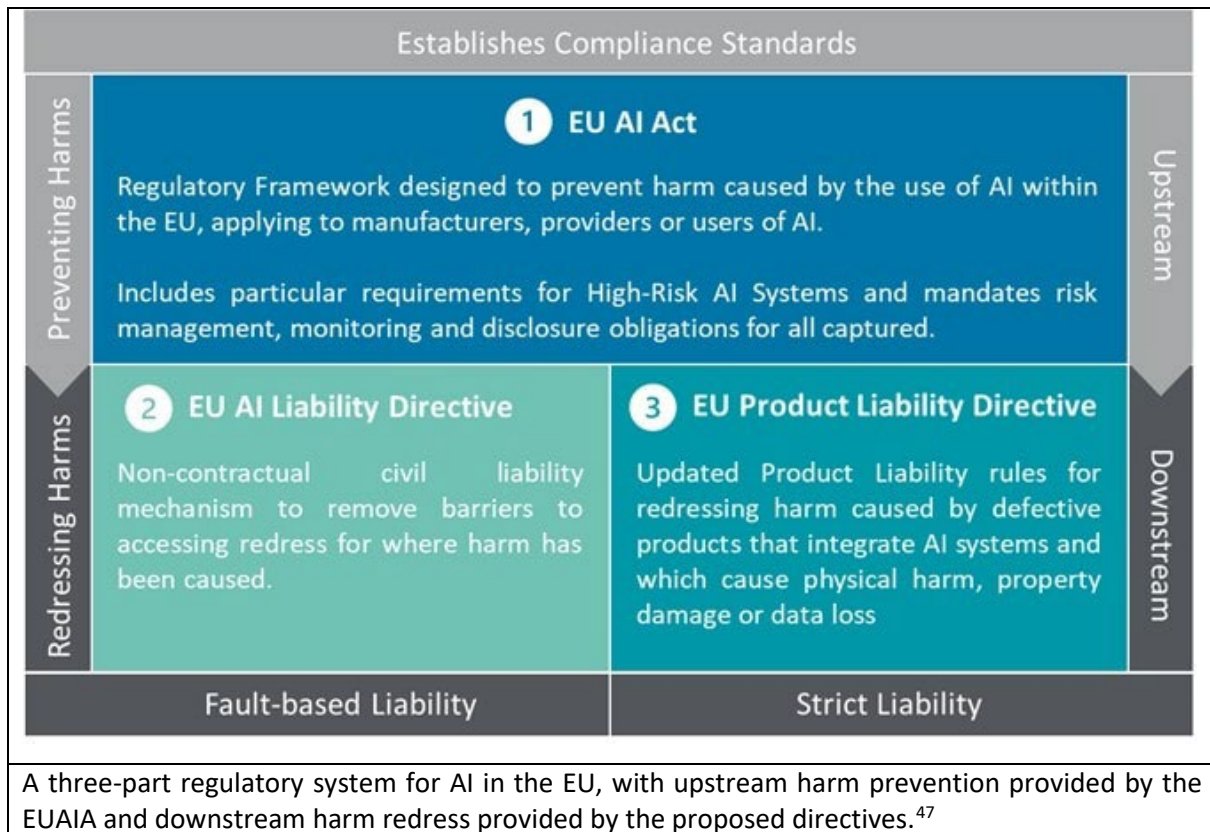 Establishes Compliance Standards
Preventing Harms
1 EU AI Act
Regulatory Framework designed to prevent harm caused by the use of AI within
the EU, applying to manufacturers, providers or users of AI.
Includes particular requirements for High-Risk AI Systems and mandates risk
management, monitoring and disclosure obligations for all captured.
Upstream
Redressing Harms
2 EU AI Liability Directive
Non-contractual civil liability
mechanism to remove barriers to
accessing redress for where harm has
been caused.
3 EU Product Liability Directive
Updated Product Liability rules for
redressing harm caused by defective
products that integrate AI systems and
which cause physical harm, property
damage or data loss
Downstream
Fault-based Liability
Strict Liability
A three-part regulatory system for AI in the EU, with upstream harm prevention provided by the
EUAIA and downstream harm redress provided by the proposed directives.47